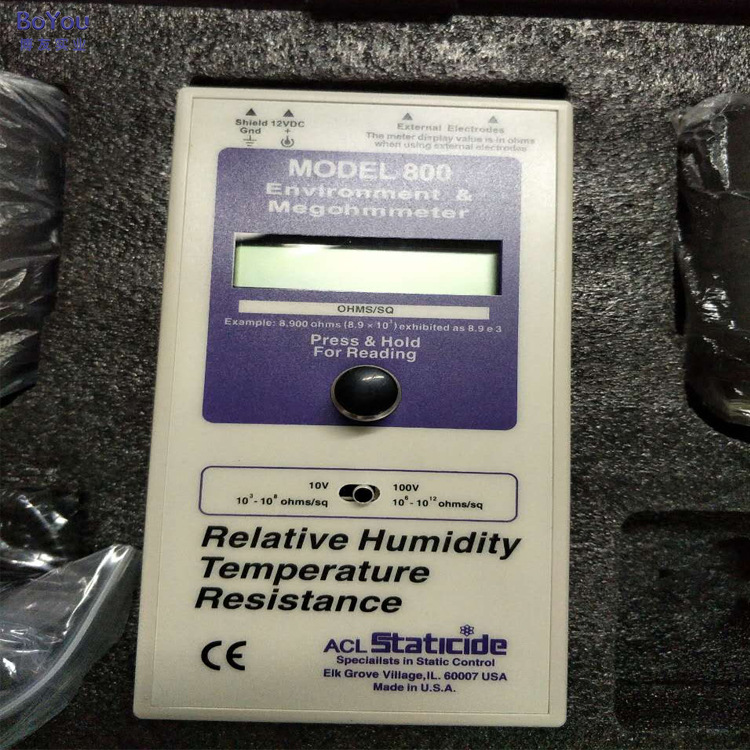 BoYou
Shield 12VDC
Gnd +
External Electrodes
The meter display value is in ohms
when using external electrodes
MODEL 800
Environment &
Megohmmeter
OHMS/SQ
Example: 8,900 ohms (8.9 × 10³) exhibited as 8.9 e 3
Press & Hold
For Reading
10V
10³- 10⁸ ohms/sq
100V
10⁶- 10¹² ohms/sq
Relative Humidity
Temperature
Resistance
CE
ACL Staticide
Specialists in Static Control
Elk Grove Village, IL. 60007 USA
Made in U.S.A.